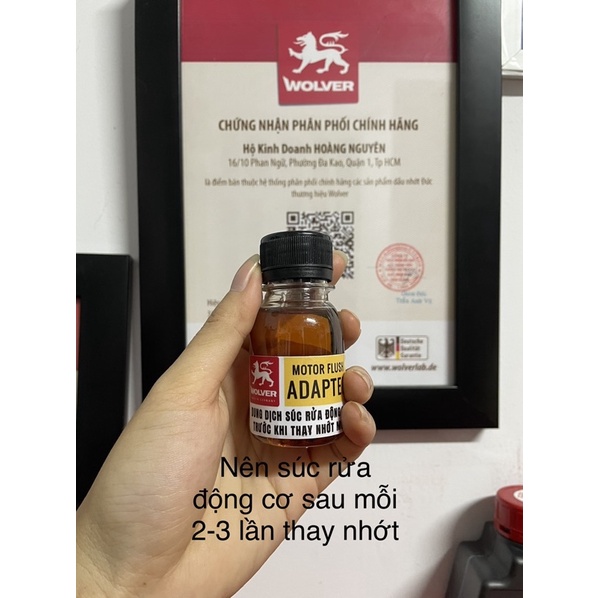 WOLVER
CHỨNG NHẬN PHÂN PHỐI CHÍNH HÃNG
Hộ Kinh Doanh HOÀNG NGUYÊN
16/10 Phan Ngữ, Phường Đa Kao, Quận 1, Tp HCM
là điểm bán thuộc hệ thống phân phối chính hãng các sản phẩm dầu nhớt Đức
thương hiệu Wolver
Deutsche
Qualität
Garantie
www.wolverlab.de
MOTOR FLUSH
WOLVER
DUNG DỊCH SÚC RỬA ĐỘNG
TRƯỚC KHI THAY NHỚT
Nên súc rửa
động cơ sau mỗi
2-3 lần thay nhớt